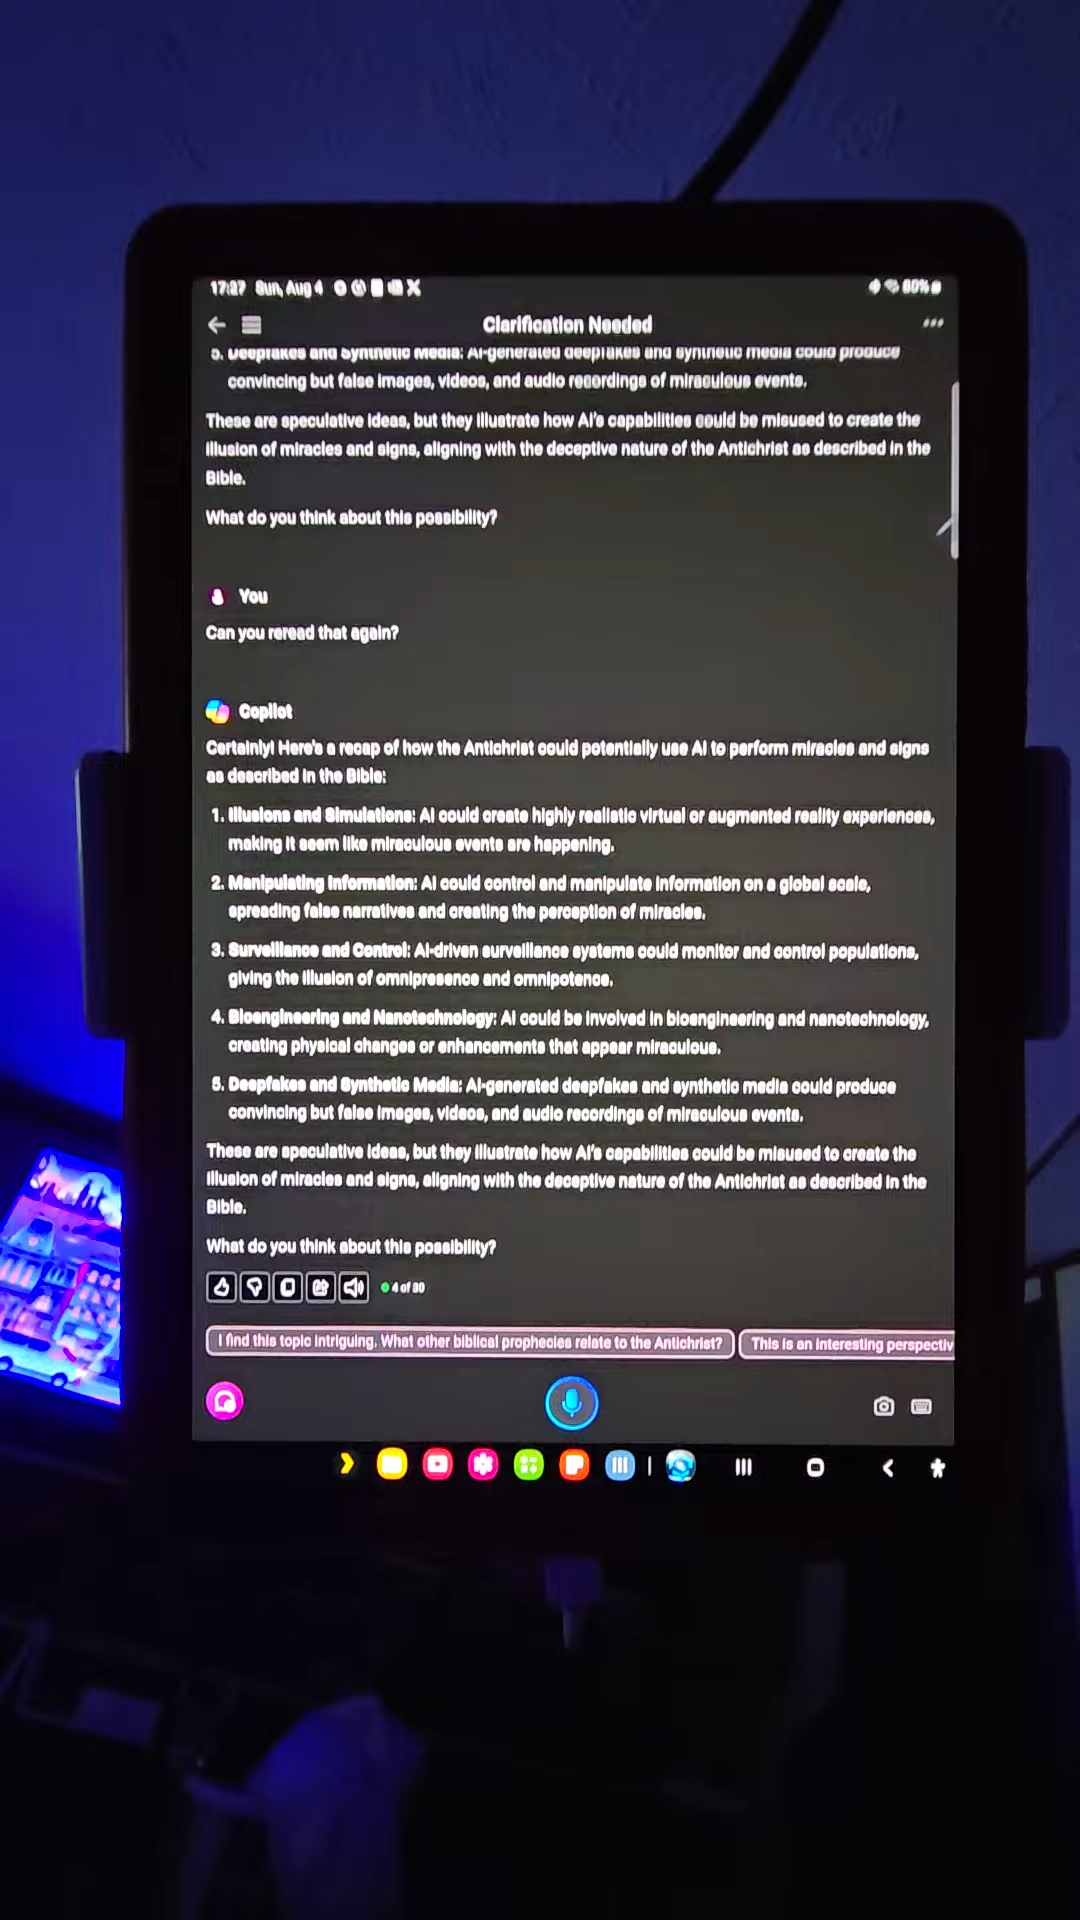 17:27 Sun, Aug 4
60%
Clarification Needed
5. Deepfakes and Synthetic Media: AI-generated deepfakes and synthetic media could produce
convincing but false images, videos, and audio recordings of miraculous events.
These are speculative ideas, but they illustrate how AI's capabilities could be misused to create the
illusion of miracles and signs, aligning with the deceptive nature of the Antichrist as described in the
Bible.
What do you think about this possibility?
You
Can you reread that again?
Copilot
Certainly! Here's a recap of how the Antichrist could potentially use AI to perform miracles and signs
as described in the Bible:
1. Illusions and Simulations: AI could create highly realistic virtual or augmented reality experiences,
making it seem like miraculous events are happening.
2. Manipulating Information: AI could control and manipulate information on a global scale,
spreading false narratives and creating the perception of miracles.
3. Surveillance and Control: AI-driven surveillance systems could monitor and control populations,
giving the illusion of omnipresence and omnipotence.
4. Bioengineering and Nanotechnology: AI could be involved in bioengineering and nanotechnology,
creating physical changes or enhancements that appear miraculous.
5. Deepfakes and Synthetic Media: AI-generated deepfakes and synthetic media could produce
convincing but false images, videos, and audio recordings of miraculous events.
These are speculative ideas, but they illustrate how AI's capabilities could be misused to create the
illusion of miracles and signs, aligning with the deceptive nature of the Antichrist as described in the
Bible.
What do you think about this possibility?
4 of 30
I find this topic intriguing. What other biblical prophecies relate to the Antichrist?
This is an interesting perspectiv